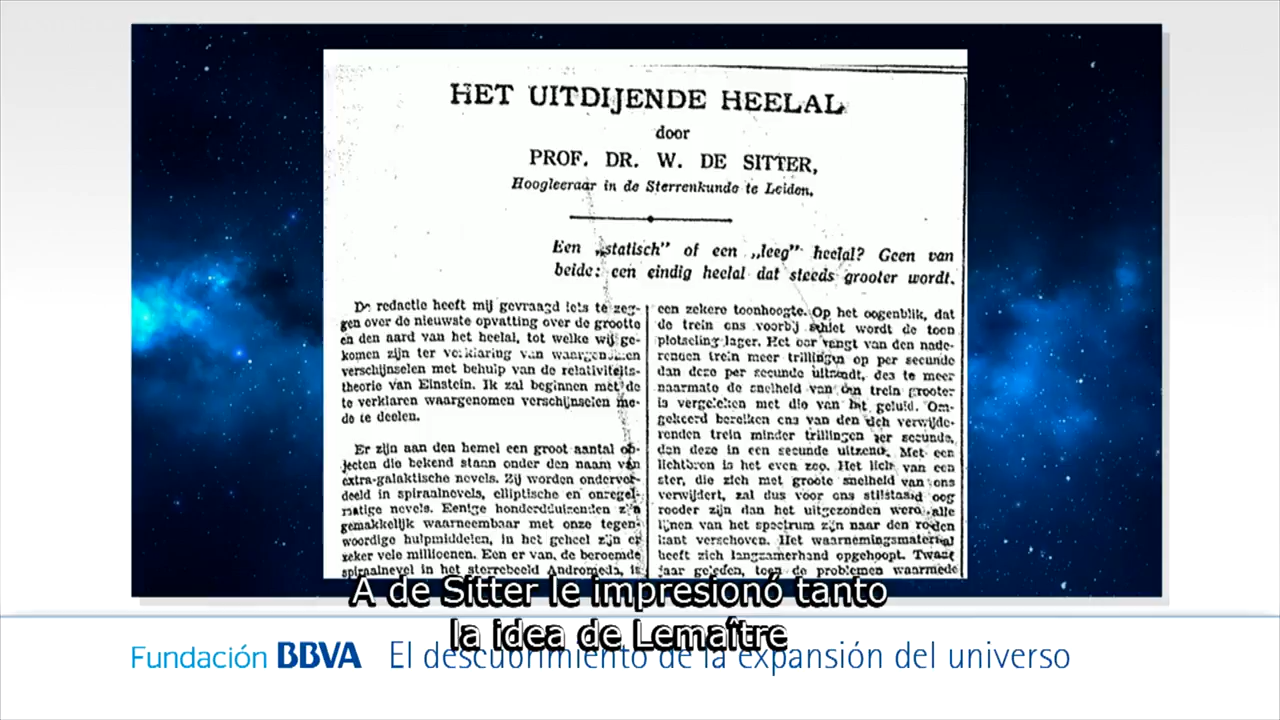 HET UITDIJENDE HEELAL
door
PROF. DR. W. DE SITTER,
Hoogleeraar in de Sterrenkunde te Leiden.
Een „statisch” of een „leeg” heelal? Geen van
beide: een eindig heelal dat steeds grooter wordt.
De redactie heeft mij gevraagd iets te zeg-
gen over de nieuwste opvatting over de grootte
en den aard van het heelal, tot welke wij ge-
komen zijn ter verklaring van waargenomen
verschijnselen met behulp van de relativiteits-
theorie van Einstein. Ik zal beginnen met de
te verklaren waargenomen verschijnselen me-
de te deelen.
Er zijn aan den hemel een groot aantal ob-
jecten die bekend staan onder den naam van
extra-galaktische nevels. Zij worden onderver-
deeld in spiraalnevels, elliptische en onregel-
matige nevels. Eenige honderdduizenden zijn
gemakkelijk waarneembaar met onze tegen-
woordige hulpmiddelen, in het geheel zijn er
zeker vele millioenen. Een er van, de beroemde
spiraalnevel in het sterrebeeld Andromeda, is
een zekere toonhoogte. Op het oogenblik, dat
de trein ons voorbij schiet wordt de toon
plotseling lager. Het oor vangt van den nade-
renden trein meer trillingen op per secunde
dan deze per secunde uitzendt, des te meer
naarmate de snelheid van den trein grooter
is vergeleken met die van het geluid. Om-
gekeerd bereiken ons van den zich verwijde-
renden trein minder trillingen per secunde,
dan deze in een secunde uitzend. Met een
lichtbron is het even zoo. Het licht van een
ster, die zich met groote snelheid van ons
verwijdert, zal dus voor ons stilstaand oog
rooder zijn dan het uitgezonden werd, alle
lijnen van het spectrum zijn naar den rooden
kant verschoven. Het waarnemingsmateriaal
heeft zich langzamerhand opgehoopt. Twaalf
jaar geleden, toen de problemen waarmede
A de Sitter le impresionó tanto
la idea de Lemaître
Fundación BBVA El descubrimiento de la expansión del universo